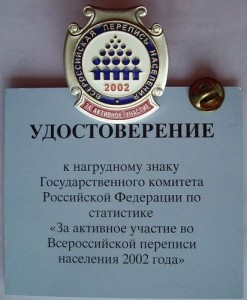 ВСЕРОССИЙСКАЯ ПЕРЕПИСЬ НАСЕЛЕНИЯ
2002
ЗА АКТИВНОЕ УЧАСТИЕ
УДОСТОВЕРЕНИЕ
к нагрудному знаку
Государственного комитета
Российской Федерации по
статистике
«За активное участие во
Всероссийской переписи
населения 2002 года»